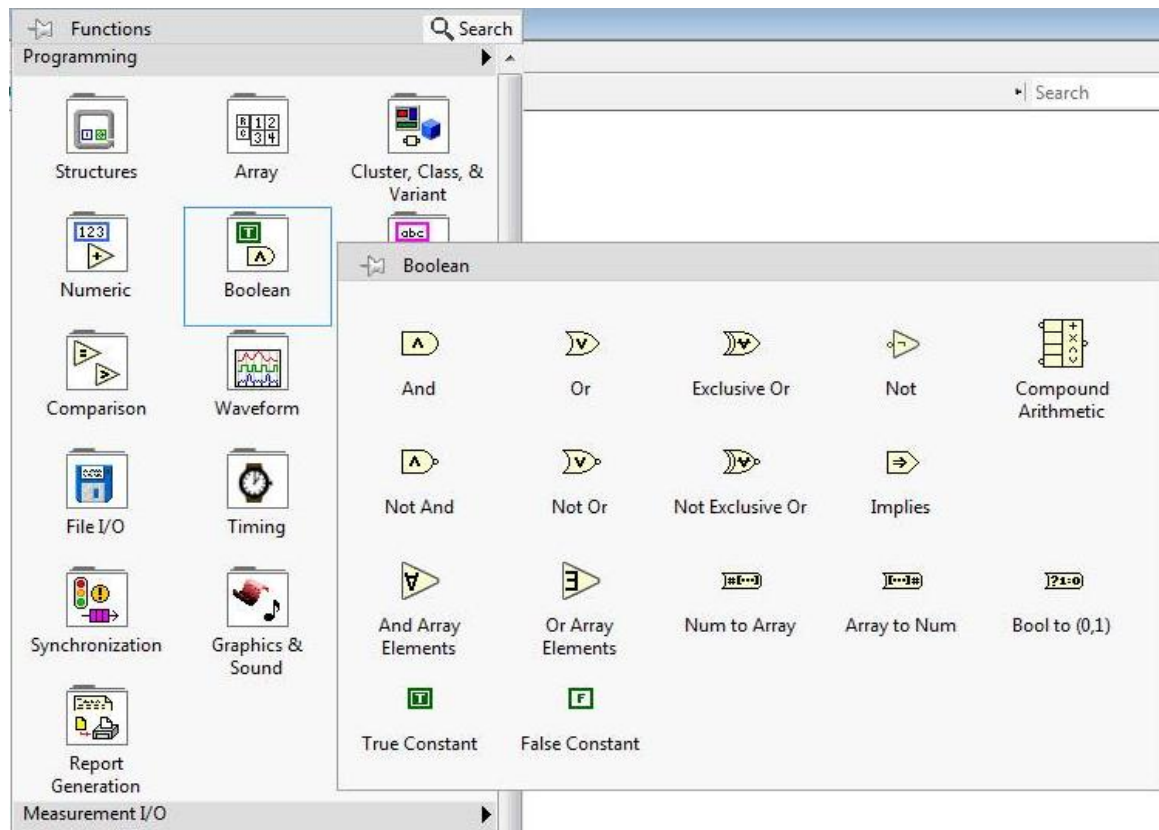 Functions
Search
Programming
Search
Structures
Array
Cluster, Class, &
Variant
123
abc
Numeric
Boolean
Boolean
And
Or
Exclusive Or
Not
Compound
Arithmetic
Comparison
Waveform
Not And
Not Or
Not Exclusive Or
Implies
File I/O
Timing
And Array
Elements
Or Array
Elements
Num to Array
Array to Num
Bool to (0,1)
Synchronization
Graphics &
Sound
T
F
True Constant
False Constant
Report
Generation
Measurement I/O